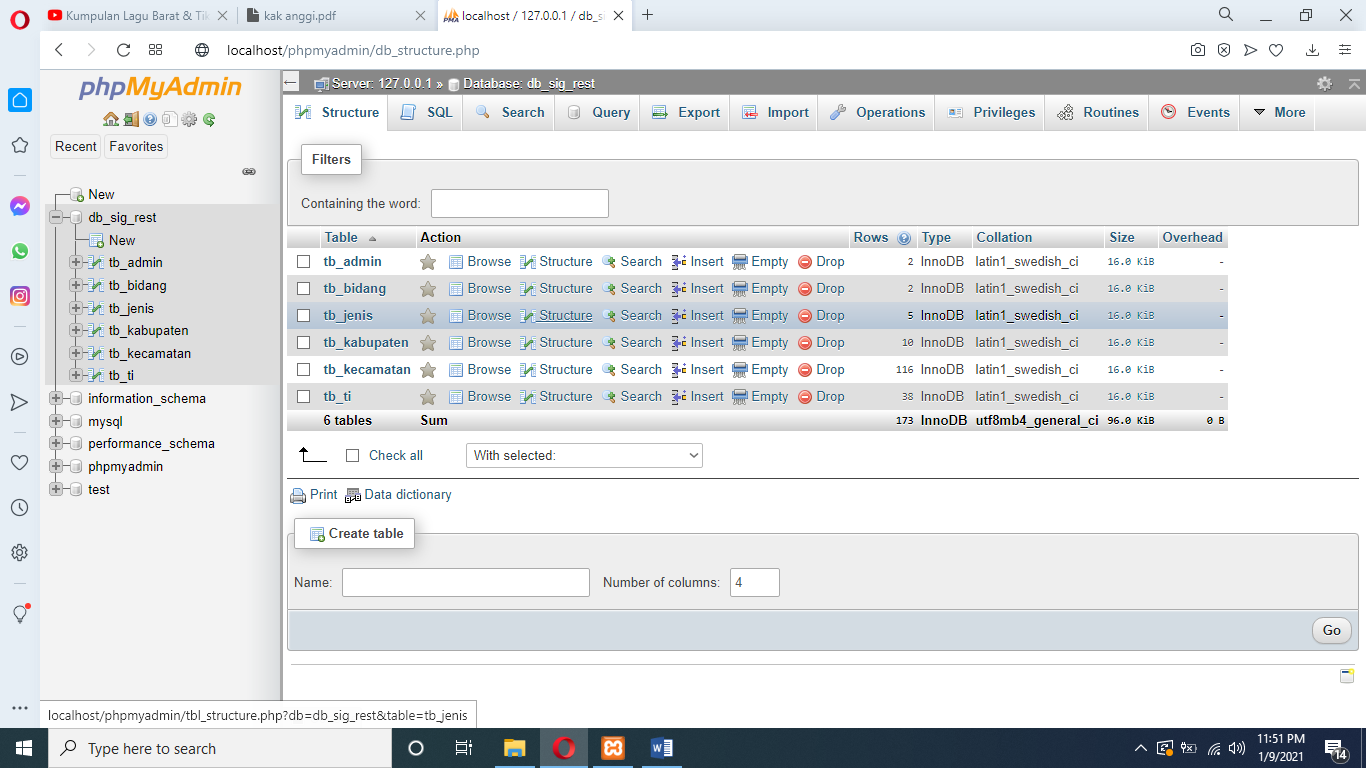 Kumpulan Lagu Barat & Tik
kak anggi.pdf
localhost / 127.0.0.1 / db_si
localhost/phpmyadmin/db_structure.php
phpMyAdmin
Recent
Favorites
New
db_sig_rest
New
tb_admin
tb_bidang
tb_jenis
tb_kabupaten
tb_kecamatan
tb_ti
information_schema
mysql
performance_schema
phpmyadmin
test
Server: 127.0.0.1 » Database: db_sig_rest
Structure SQL Search Query Export Import Operations Privileges Routines Events More
Filters
Containing the word:
Table Action Rows Type Collation Size Overhead
tb_admin Browse Structure Search Insert Empty Drop 2 InnoDB latin1_swedish_ci 16.0 KiB -
tb_bidang Browse Structure Search Insert Empty Drop 2 InnoDB latin1_swedish_ci 16.0 KiB -
tb_jenis Browse Structure Search Insert Empty Drop 5 InnoDB latin1_swedish_ci 16.0 KiB -
tb_kabupaten Browse Structure Search Insert Empty Drop 10 InnoDB latin1_swedish_ci 16.0 KiB -
tb_kecamatan Browse Structure Search Insert Empty Drop 116 InnoDB latin1_swedish_ci 16.0 KiB -
tb_ti Browse Structure Search Insert Empty Drop 38 InnoDB latin1_swedish_ci 16.0 KiB -
6 tables Sum 173 InnoDB utf8mb4_general_ci 96.0 KiB 0 B
Check all
With selected:
Print Data dictionary
Create table
Name:
Number of columns: 4
Go
localhost/phpmyadmin/tbl_structure.php?db=db_sig_rest&table=tb_jenis
Type here to search
11:51 PM
1/9/2021
14